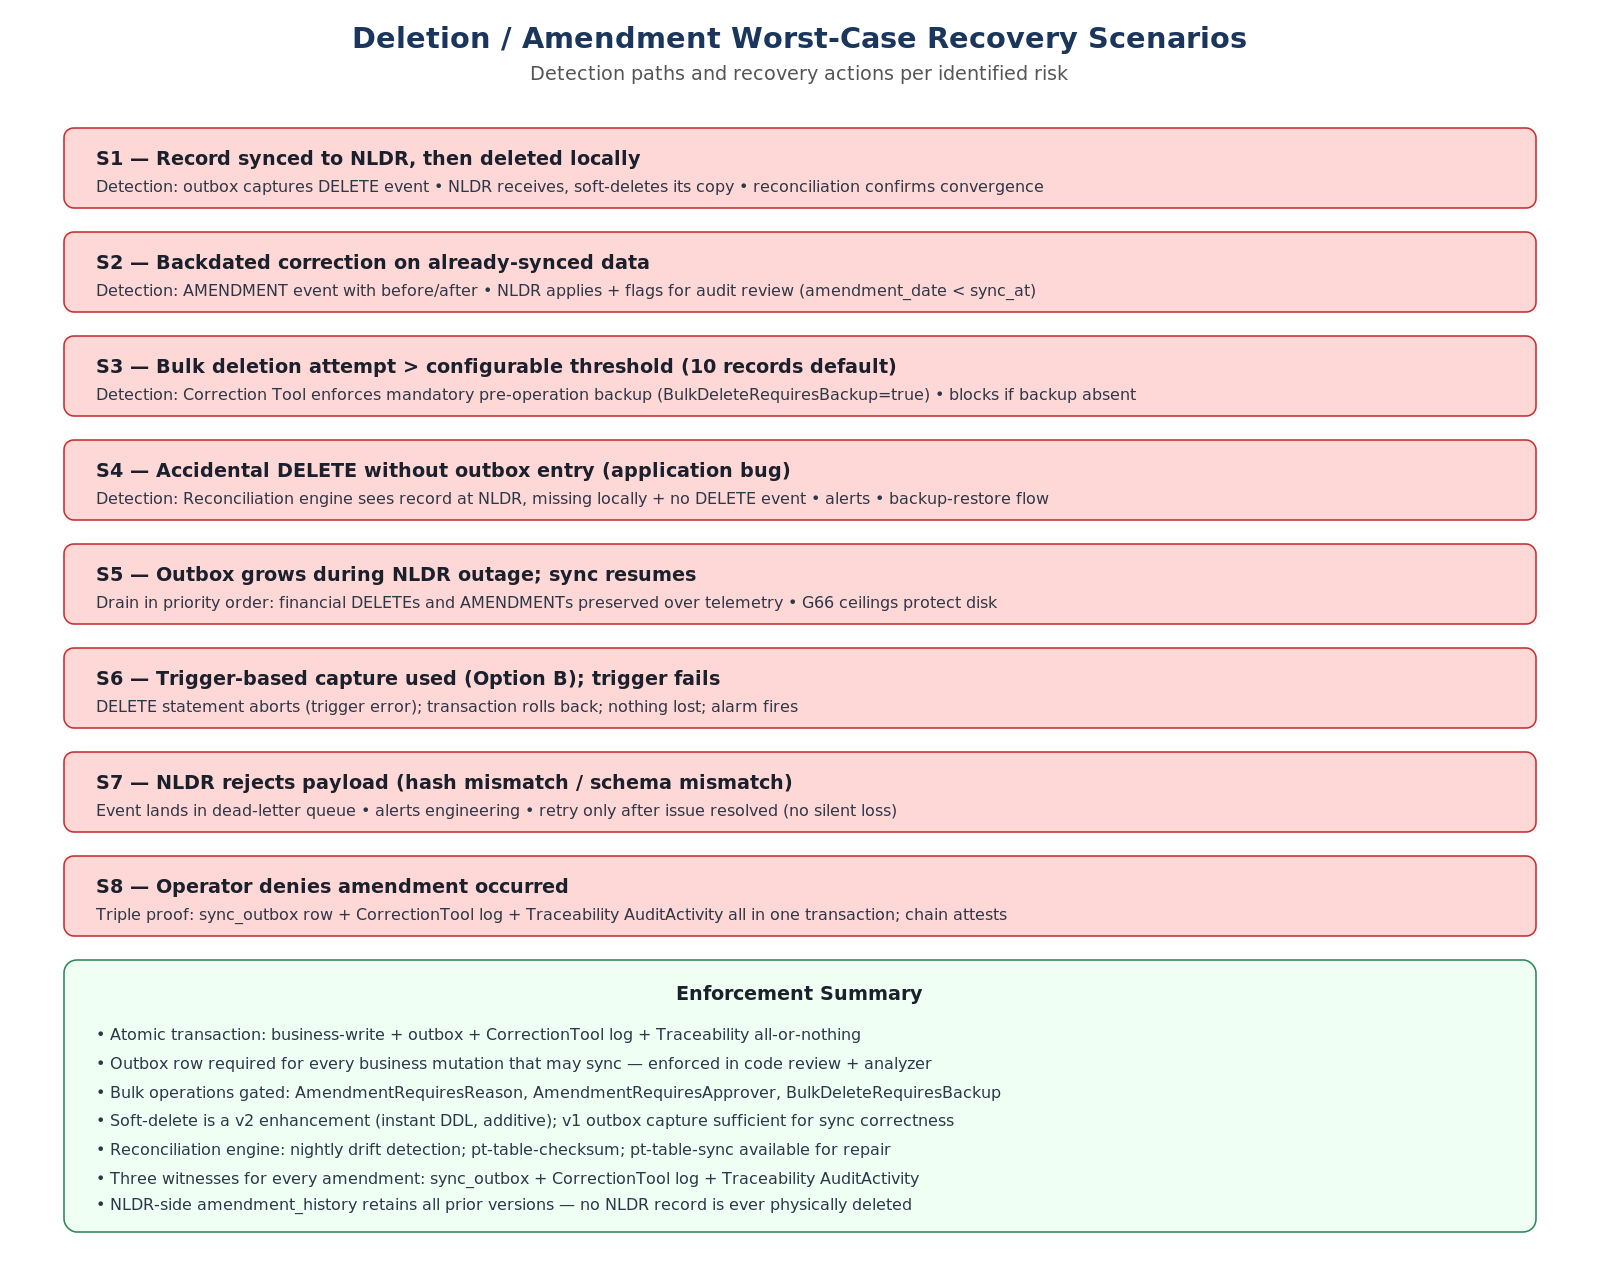 Deletion / Amendment Worst-Case Recovery Scenarios
Detection paths and recovery actions per identified risk
S1 — Record synced to NLDR, then deleted locally
Detection: outbox captures DELETE event • NLDR receives, soft-deletes its copy • reconciliation confirms convergence
S2 — Backdated correction on already-synced data
Detection: AMENDMENT event with before/after • NLDR applies + flags for audit review (amendment_date < sync_at)
S3 — Bulk deletion attempt > configurable threshold (10 records default)
Detection: Correction Tool enforces mandatory pre-operation backup (BulkDeleteRequiresBackup=true) • blocks if backup absent
S4 — Accidental DELETE without outbox entry (application bug)
Detection: Reconciliation engine sees record at NLDR, missing locally + no DELETE event • alerts • backup-restore flow
S5 — Outbox grows during NLDR outage; sync resumes
Drain in priority order: financial DELETEs and AMENDMENTs preserved over telemetry • G66 ceilings protect disk
S6 — Trigger-based capture used (Option B); trigger fails
DELETE statement aborts (trigger error); transaction rolls back; nothing lost; alarm fires
S7 — NLDR rejects payload (hash mismatch / schema mismatch)
Event lands in dead-letter queue • alerts engineering • retry only after issue resolved (no silent loss)
S8 — Operator denies amendment occurred
Triple proof: sync_outbox row + CorrectionTool log + Traceability AuditActivity all in one transaction; chain attests
Enforcement Summary
• Atomic transaction: business-write + outbox + CorrectionTool log + Traceability all-or-nothing
• Outbox row required for every business mutation that may sync — enforced in code review + analyzer
• Bulk operations gated: AmendmentRequiresReason, AmendmentRequiresApprover, BulkDeleteRequiresBackup
• Soft-delete is a v2 enhancement (instant DDL, additive); v1 outbox capture sufficient for sync correctness
• Reconciliation engine: nightly drift detection; pt-table-checksum; pt-table-sync available for repair
• Three witnesses for every amendment: sync_outbox + CorrectionTool log + Traceability AuditActivity
• NLDR-side amendment_history retains all prior versions — no NLDR record is ever physically deleted